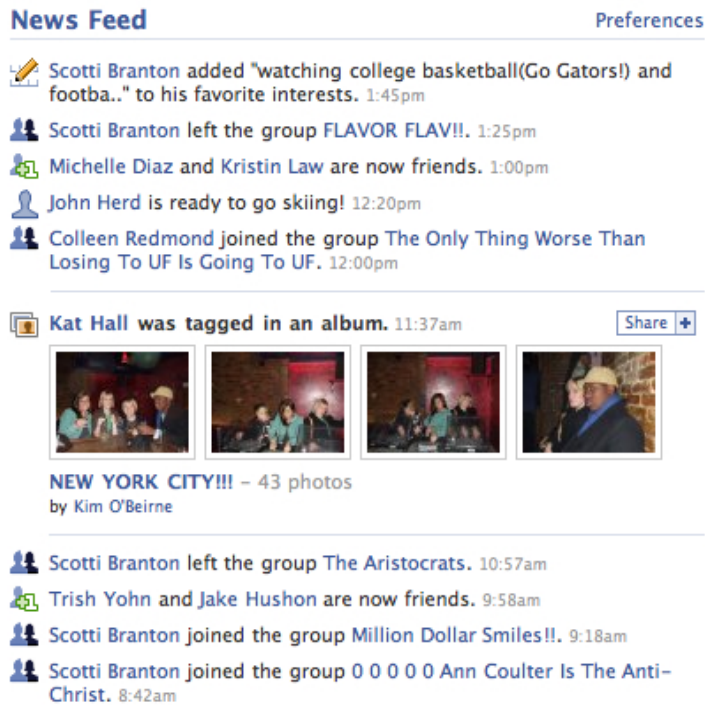 News Feed
Preferences
Scotti Branton added "watching college basketball(Go Gators!) and
footba.." to his favorite interests. 1:45pm
Scotti Branton left the group FLAVOR FLAV!!. 1:25pm
Michelle Diaz and Kristin Law are now friends. 1:00pm
John Herd is ready to go skiing! 12:20pm
Colleen Redmond joined the group The Only Thing Worse Than
Losing To UF Is Going To UF. 12:00pm
Kat Hall was tagged in an album. 11:37am
Share +
NEW YORK CITY!!! – 43 photos
by Kim O'Beirne
Scotti Branton left the group The Aristocrats. 10:57am
Trish Yohn and Jake Hushon are now friends. 9:58am
Scotti Branton joined the group Million Dollar Smiles!!. 9:18am
Scotti Branton joined the group 0 0 0 0 0 Ann Coulter Is The Anti-
Christ. 8:42am